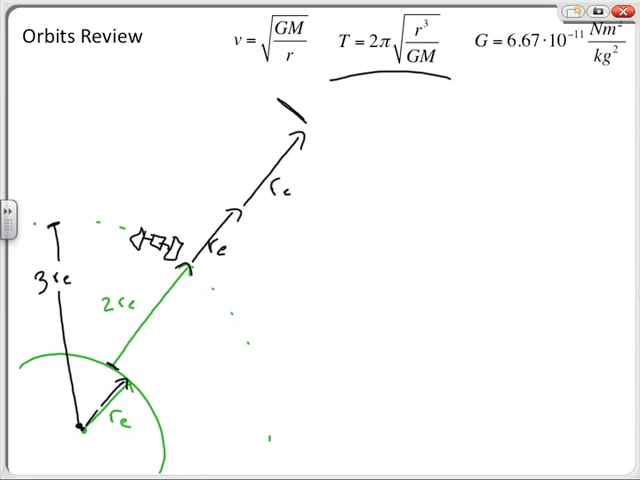 Orbits Review
v = √(GM/r)
T = 2π√(r³/GM)
G = 6.67·10⁻¹¹ Nm²/kg²
re
re
3re
2re
re